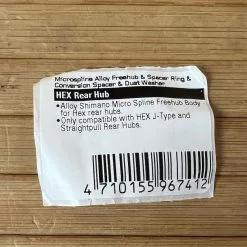 Microspline Alloy Freehub & Spacer Ring &
Conversion Spacer & Dust Washer
HEX Rear Hub
•Alloy Shimano Micro Spline Freehub Body
for Hex rear hubs.
•Only compatible with HEX J-Type and
Straightpull Rear Hubs.
4 710155 967412